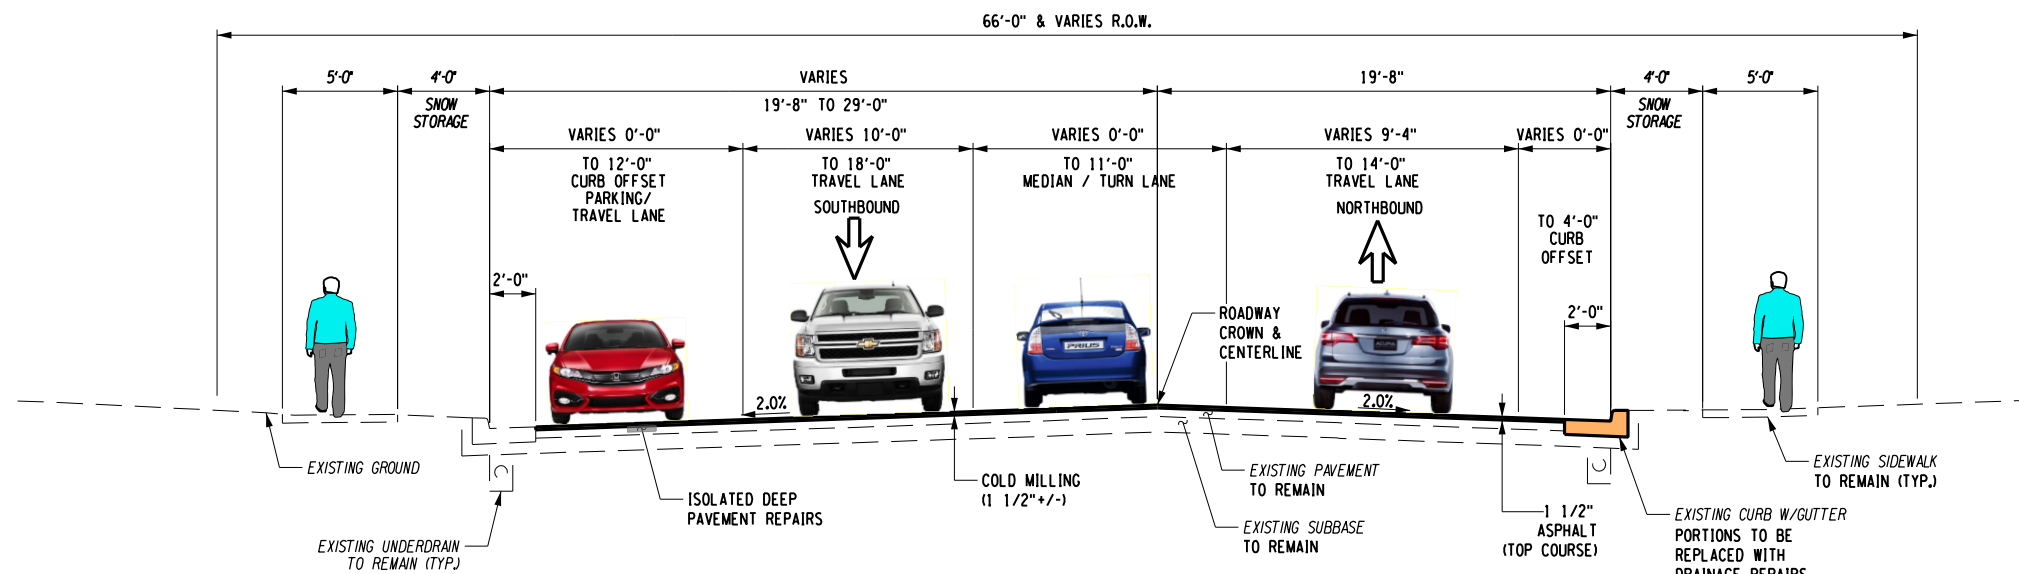 66'-0" & VARIES R.O.W.
5'-0"
4'-0"
SNOW
STORAGE
VARIES
19'-8" TO 29'-0"
19'-8"
4'-0"
SNOW
STORAGE
5'-0"
VARIES 0'-0"
TO 12'-0"
CURB OFFSET
PARKING/
TRAVEL LANE
VARIES 10'-0"
TO 18'-0"
TRAVEL LANE
SOUTHBOUND
VARIES 0'-0"
TO 11'-0"
MEDIAN / TURN LANE
VARIES 9'-4"
TO 14'-0"
TRAVEL LANE
NORTHBOUND
VARIES 0'-0"
TO 4'-0"
CURB
OFFSET
2'-0"
2'-0"
ROADWAY
CROWN &
CENTERLINE
PRIUS
ACURA
2.0%
2.0%
EXISTING GROUND
EXISTING UNDERDRAIN
TO REMAIN (TYP.)
ISOLATED DEEP
PAVEMENT REPAIRS
COLD MILLING
(1 1/2"+/-)
EXISTING PAVEMENT
TO REMAIN
EXISTING SUBBASE
TO REMAIN
1 1/2"
ASPHALT
(TOP COURSE)
EXISTING CURB W/GUTTER
PORTIONS TO BE
REPLACED WITH
DRAINAGE REPAIRS
EXISTING SIDEWALK
TO REMAIN (TYP.)